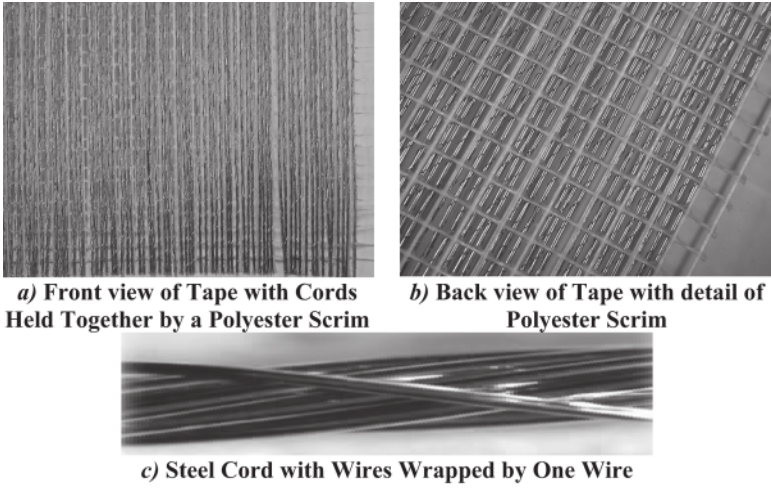 a) Front view of Tape with Cords
Held Together by a Polyester Scrim
b) Back view of Tape with detail of
Polyester Scrim
c) Steel Cord with Wires Wrapped by One Wire